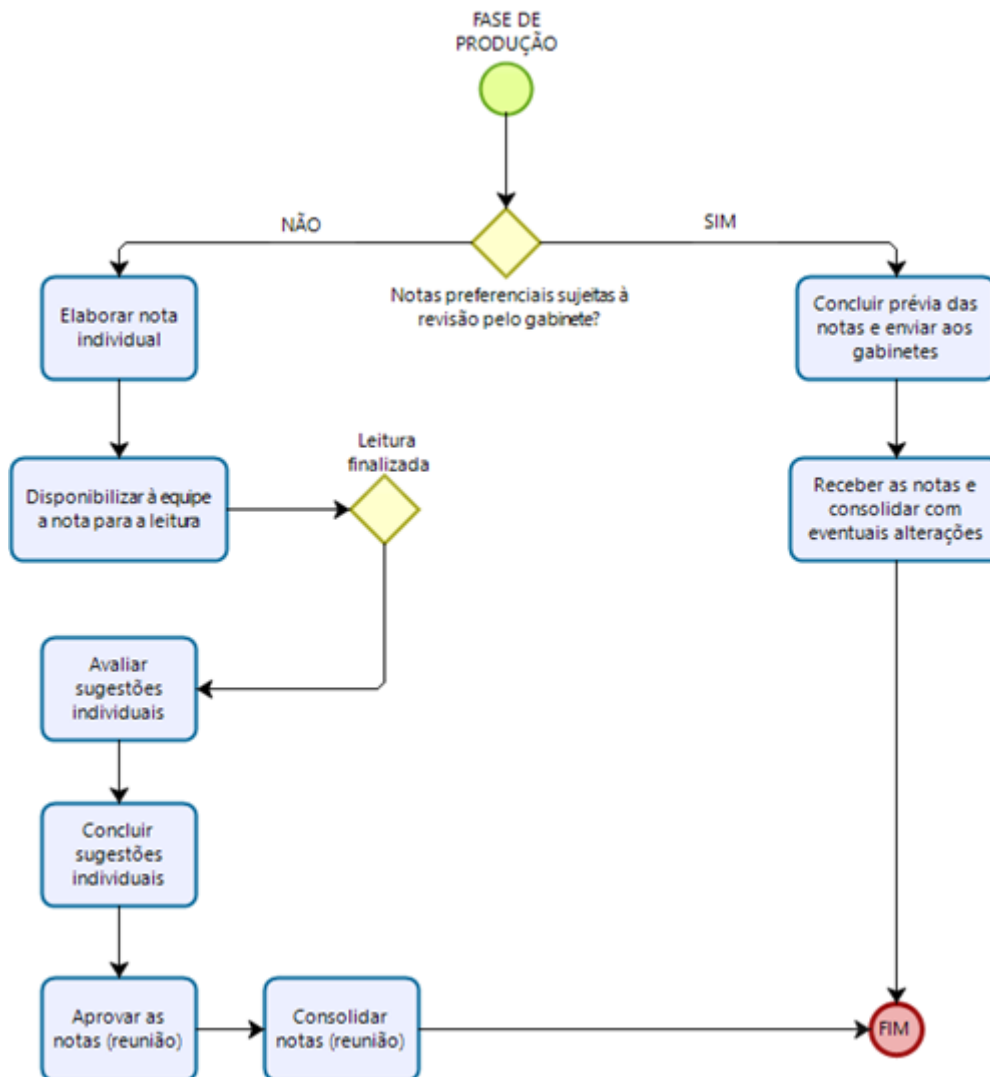 FASE DE
PRODUÇÃO
NÃO
SIM
Notas preferenciais sujeitas à
revisão pelo gabinete?
Elaborar nota
individual
Concluir prévia das
notas e enviar aos
gabinetes
Leitura
finalizada
Disponibilizar à equipe
a nota para a leitura
Receber as notas e
consolidar com
eventuais alterações
Avaliar
sugestões
individuais
Concluir
sugestões
individuais
Aprovar as
notas (reunião)
Consolidar
notas (reunião)
FIM